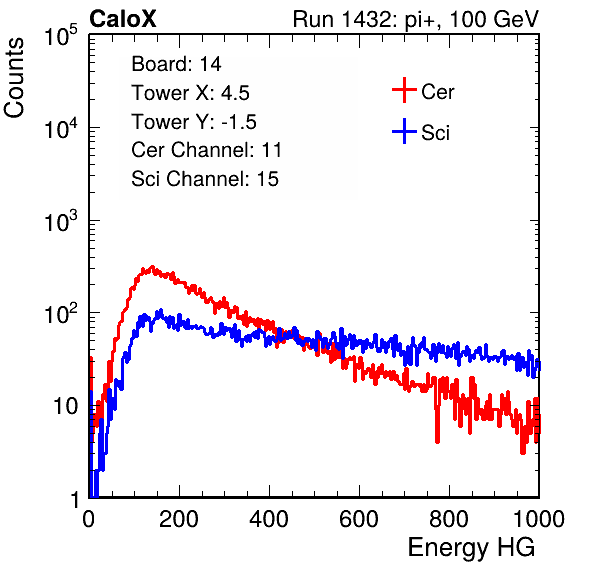 CaloX Run 1432: pi+, 100 GeV
Counts
10^5
10^4
10^3
10^2
10
1
Board: 14
Tower X: 4.5
Tower Y: -1.5
Cer Channel: 11
Sci Channel: 15
Cer
Sci
0 200 400 600 800 1000
Energy HG